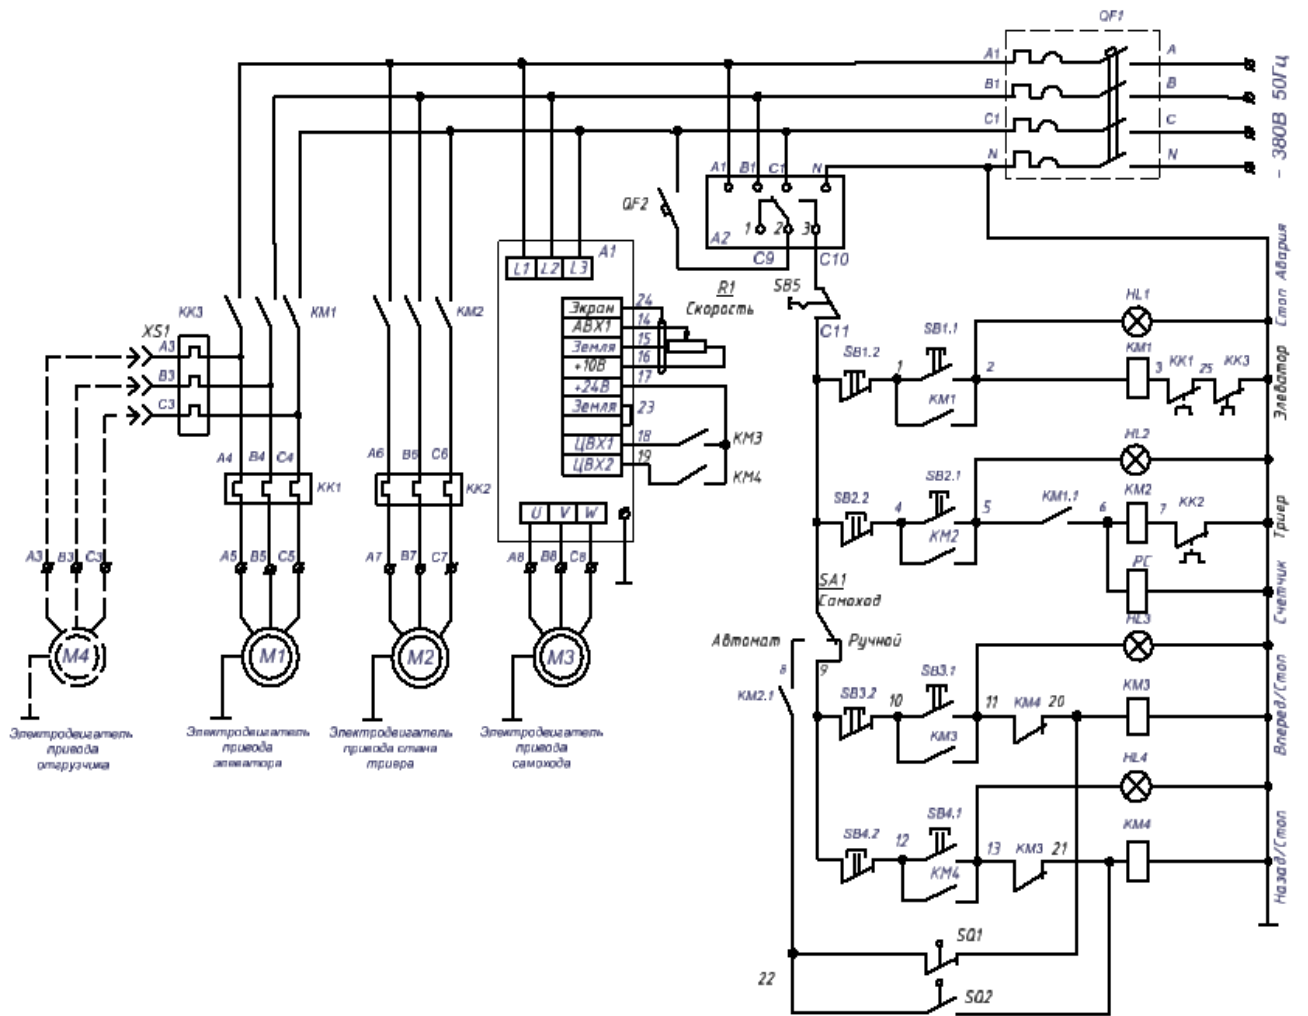 QF1
A1
A
B1
B
C1
C
N
N
~ 380В 50Гц
A1
B1
C1
N
QF2
1
2
3
A2
C9
C10
A1
L1
L2
L3
R1
Скорость
SB5
C11
Стоп Авария
KK3
KM1
KM2
XS1
A3
B3
C3
Экран
24
АВХ1
14
Земля
15
+10В
16
+24В
17
Земля
23
ЦВХ1
18
ЦВХ2
19
KM3
KM4
HL1
SB1.2
1
SB1.1
2
KM1
KM1
3
KK1
25
KK3
Элеватор
A4
B4
C4
KK1
A6
B6
C6
KK2
U
V
W
HL2
SB2.2
4
SB2.1
5
KM2
KM1.1
6
KM2
7
KK2
Триер
PC
Счетчик
A3
B3
C3
A5
B5
C5
A7
B7
C7
A8
B8
C8
M4
M1
M2
M3
Электродвигатель
привода
отгрузчика
Электродвигатель
привода
элеватора
Электродвигатель
привода стана
триера
Электродвигатель
привода
самохода
SA1
Самоход
Автомат
Ручной
8
9
KM2.1
HL3
SB3.2
10
SB3.1
11
KM3
KM4
20
KM3
Вперед/Стоп
HL4
SB4.2
12
SB4.1
13
KM4
KM3
21
KM4
Назад/Стоп
SQ1
22
SQ2